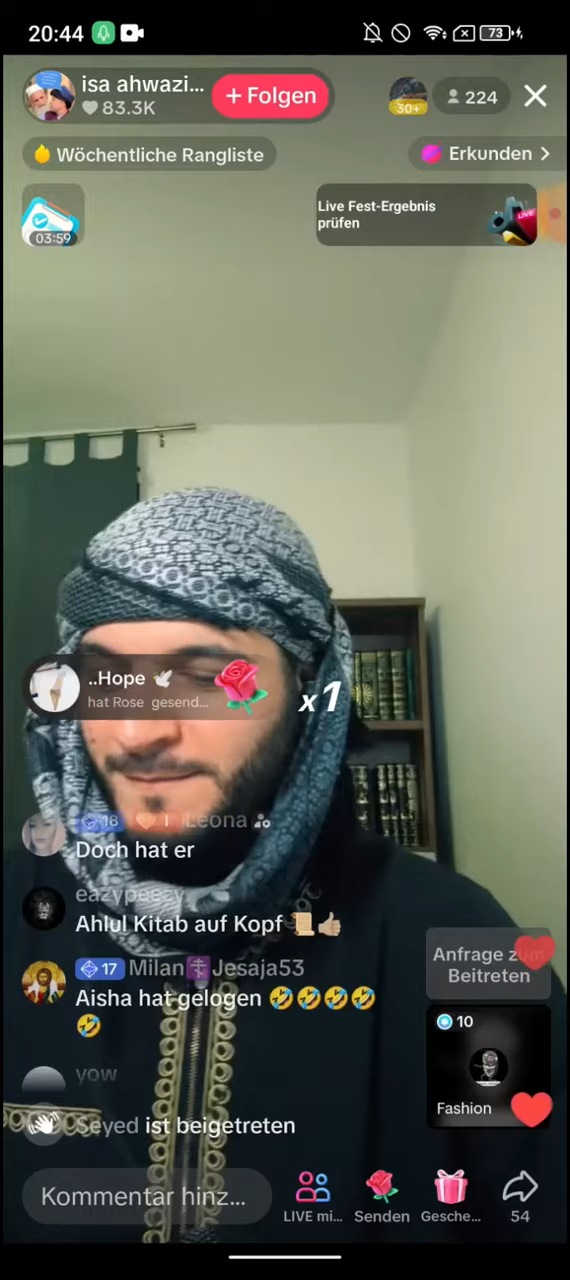 20:44
73
isa ahwazi...
83.3K
+ Folgen
30+
224
Wöchentliche Rangliste
Erkunden >
03:59
Live Fest-Ergebnis
prüfen
LIVE
..Hope
hat Rose gesend...
x1
18
Leona
Doch hat er
eazypeezy
Ahlul Kitab auf Kopf
17 Milan Jesaja53
Aisha hat gelogen
yow
Seyed ist beigetreten
Anfrage zum
Beitreten
10
Fashion
Kommentar hinz...
LIVE mi...
Senden
Gesche...
54